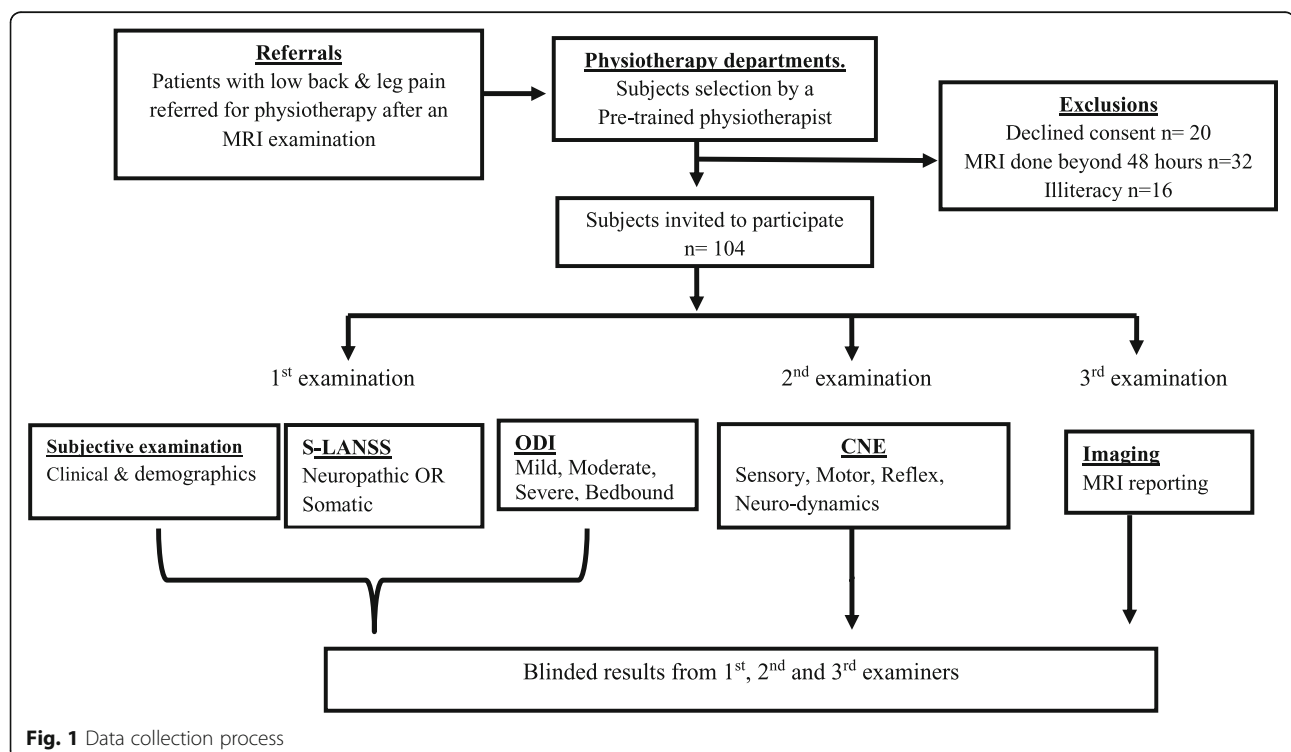 Referrals
Patients with low back & leg pain
referred for physiotherapy after an
MRI examination
Physiotherapy departments.
Subjects selection by a
Pre-trained physiotherapist
Exclusions
Declined consent n= 20
MRI done beyond 48 hours n=32
Illiteracy n=16
Subjects invited to participate
n= 104
1st examination
2nd examination
3rd examination
Subjective examination
Clinical & demographics
S-LANSS
Neuropathic OR
Somatic
ODI
Mild, Moderate,
Severe, Bedbound
CNE
Sensory, Motor, Reflex,
Neuro-dynamics
Imaging
MRI reporting
Blinded results from 1st, 2nd and 3rd examiners
Fig. 1 Data collection process